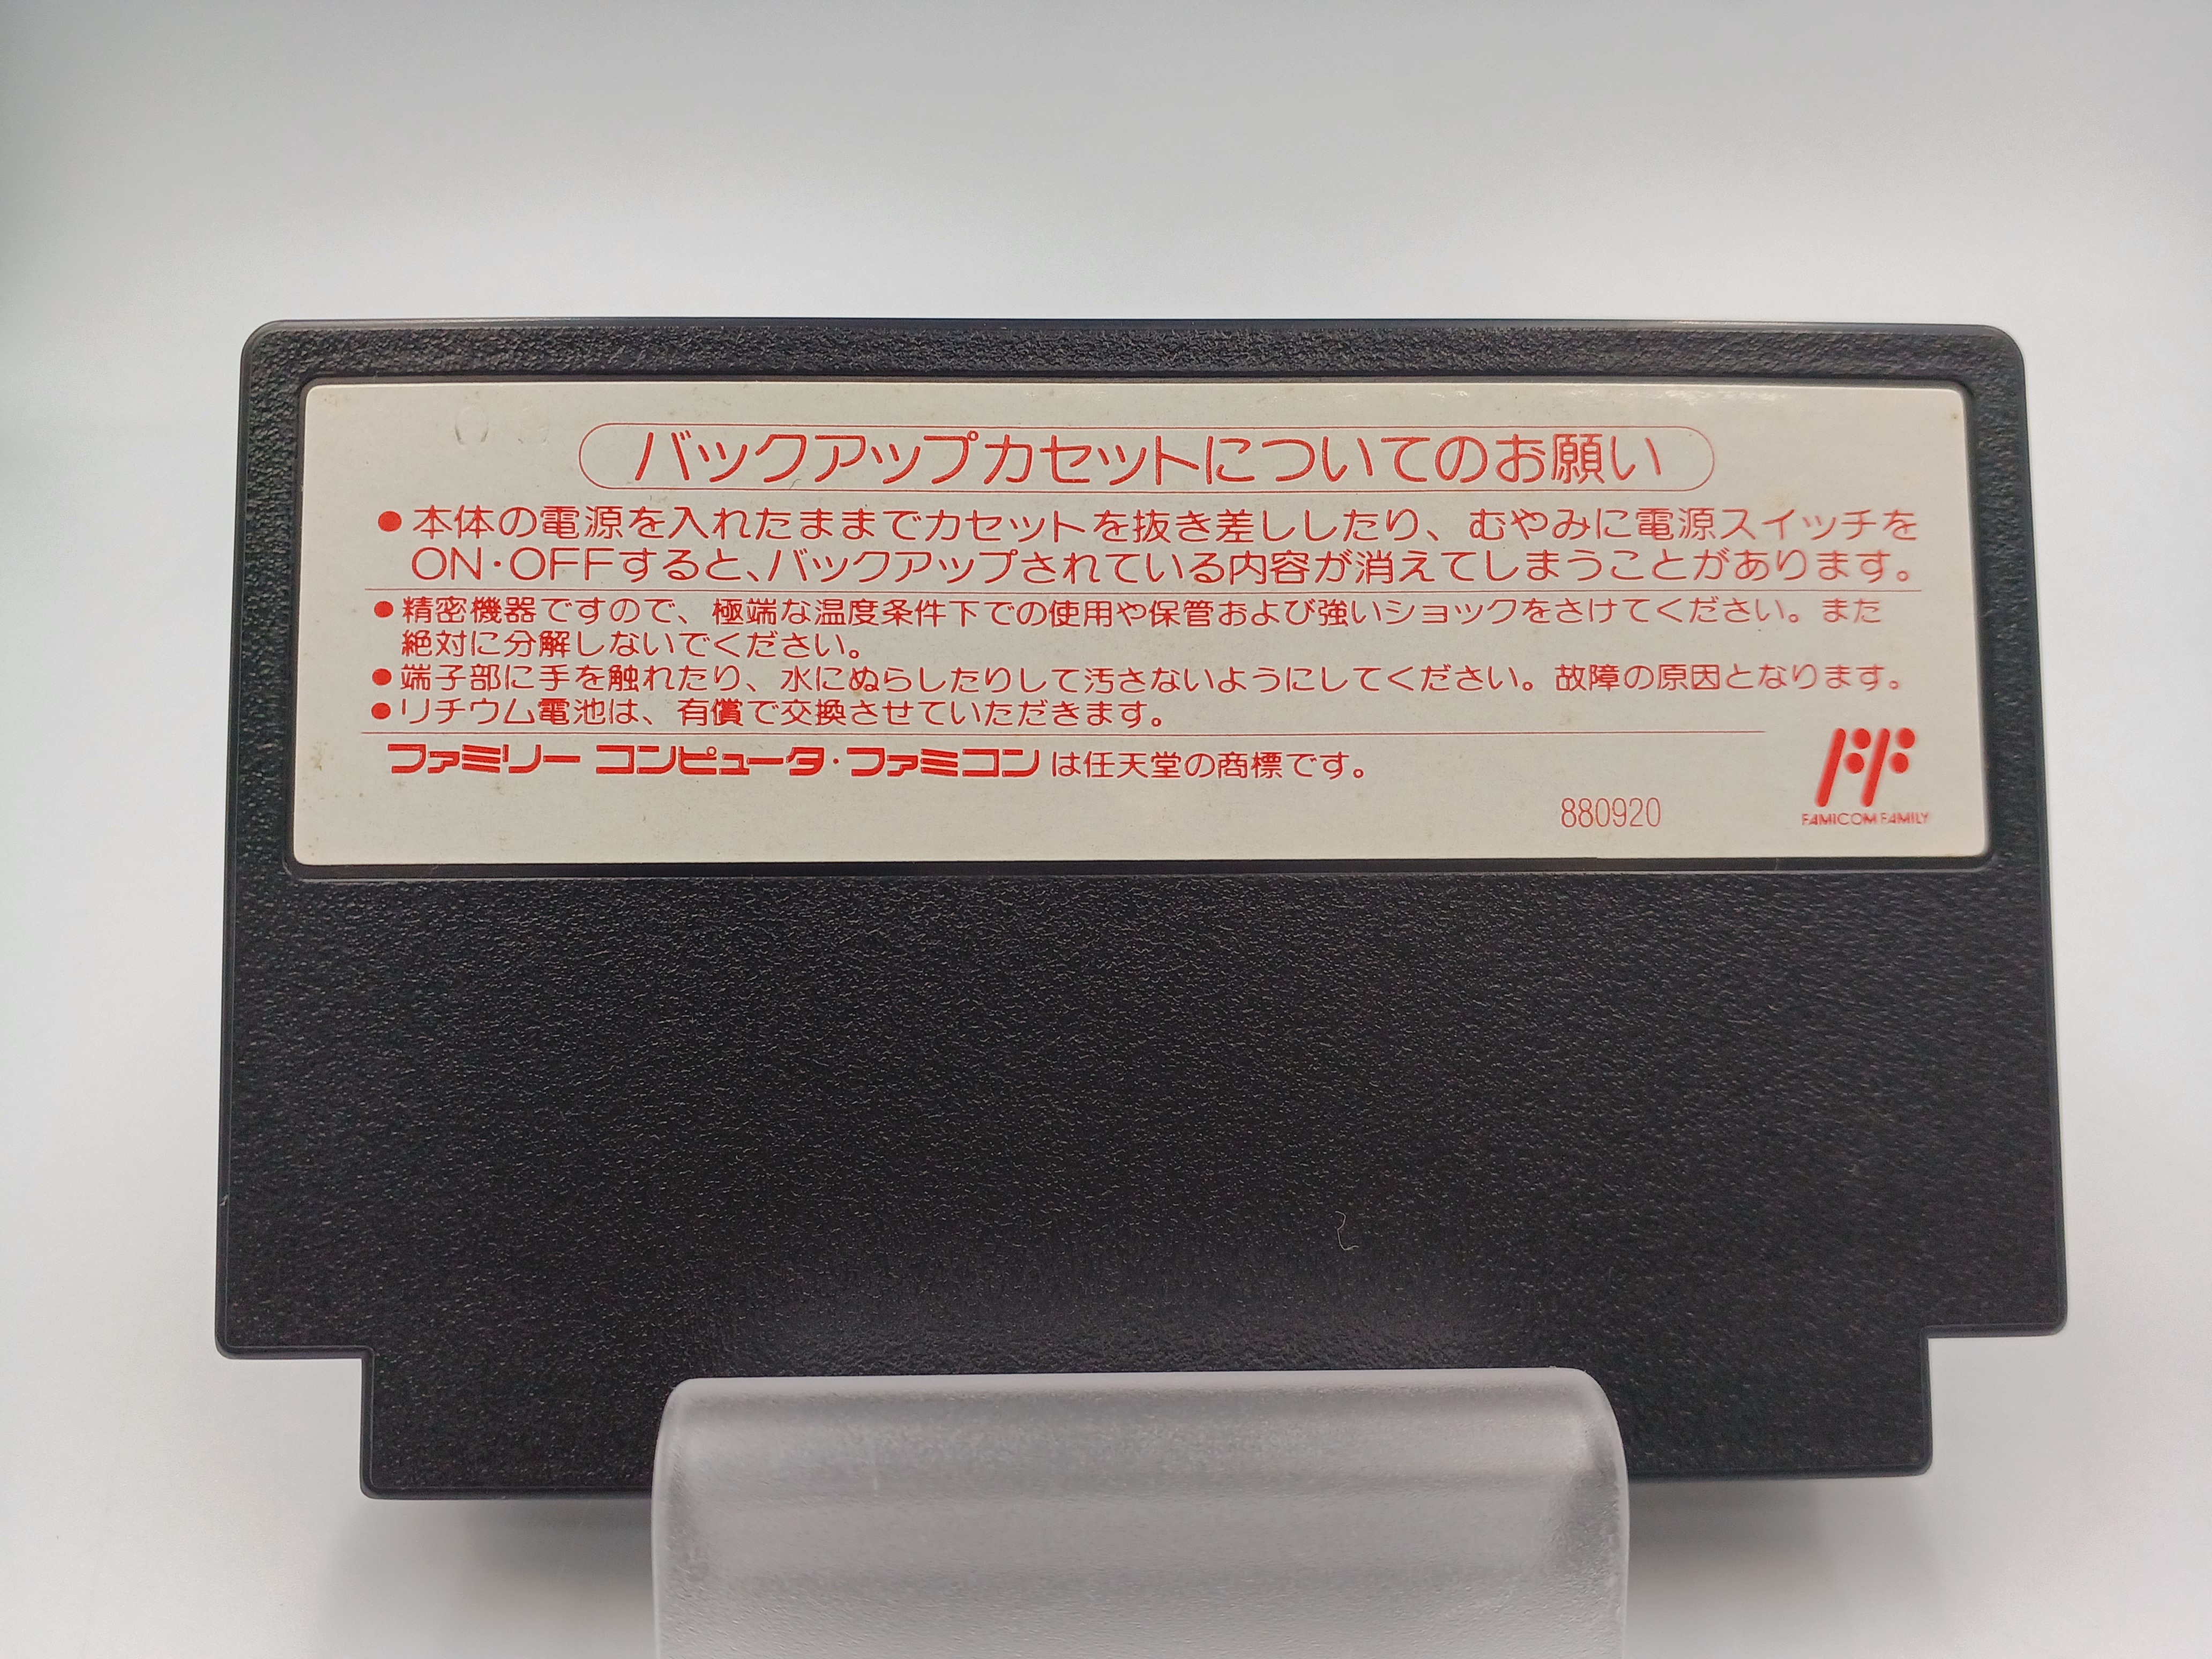 バックアップカセットについてのお願い
●本体の電源を入れたままでカセットを抜き差ししたり、むやみに電源スイッチを
ON・OFFすると、バックアップされている内容が消えてしまうことがあります。
●精密機器ですので、極端な温度条件下での使用や保管および強いショックをさけてください。また
絶対に分解しないでください。
●端子部に手を触れたり、水にぬらしたりして汚さないようにしてください。故障の原因となります。
●リチウム電池は、有償で交換させていただきます。
ファミリー コンピュータ・ファミコンは任天堂の商標です。
880920
FAMICOM FAMILY